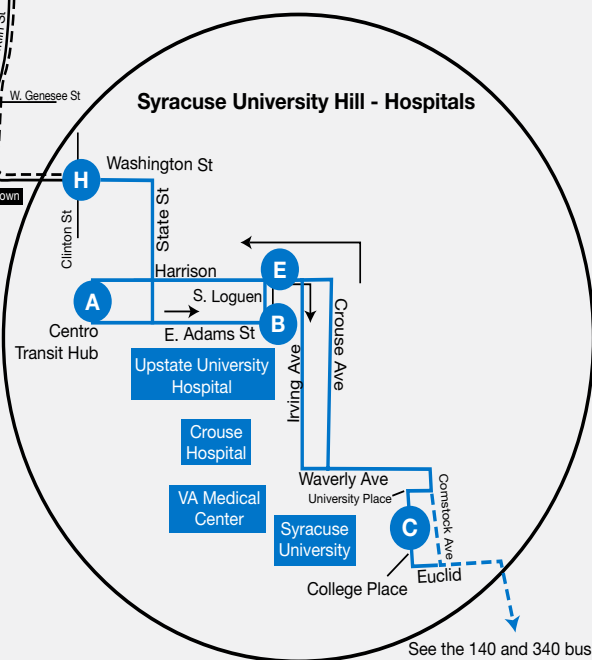 W. Genesee St
Syracuse University Hill - Hospitals
H
Washington St
own
Clinton St
State St
Harrison
E
A
S. Loguen
B
Centro
Transit Hub
E. Adams St
Irving Ave
Crouse Ave
Upstate University
Hospital
Crouse
Hospital
VA Medical
Center
Syracuse
University
Waverly Ave
University Place
Comstock Ave
C
College Place
Euclid
See the 140 and 340 bus